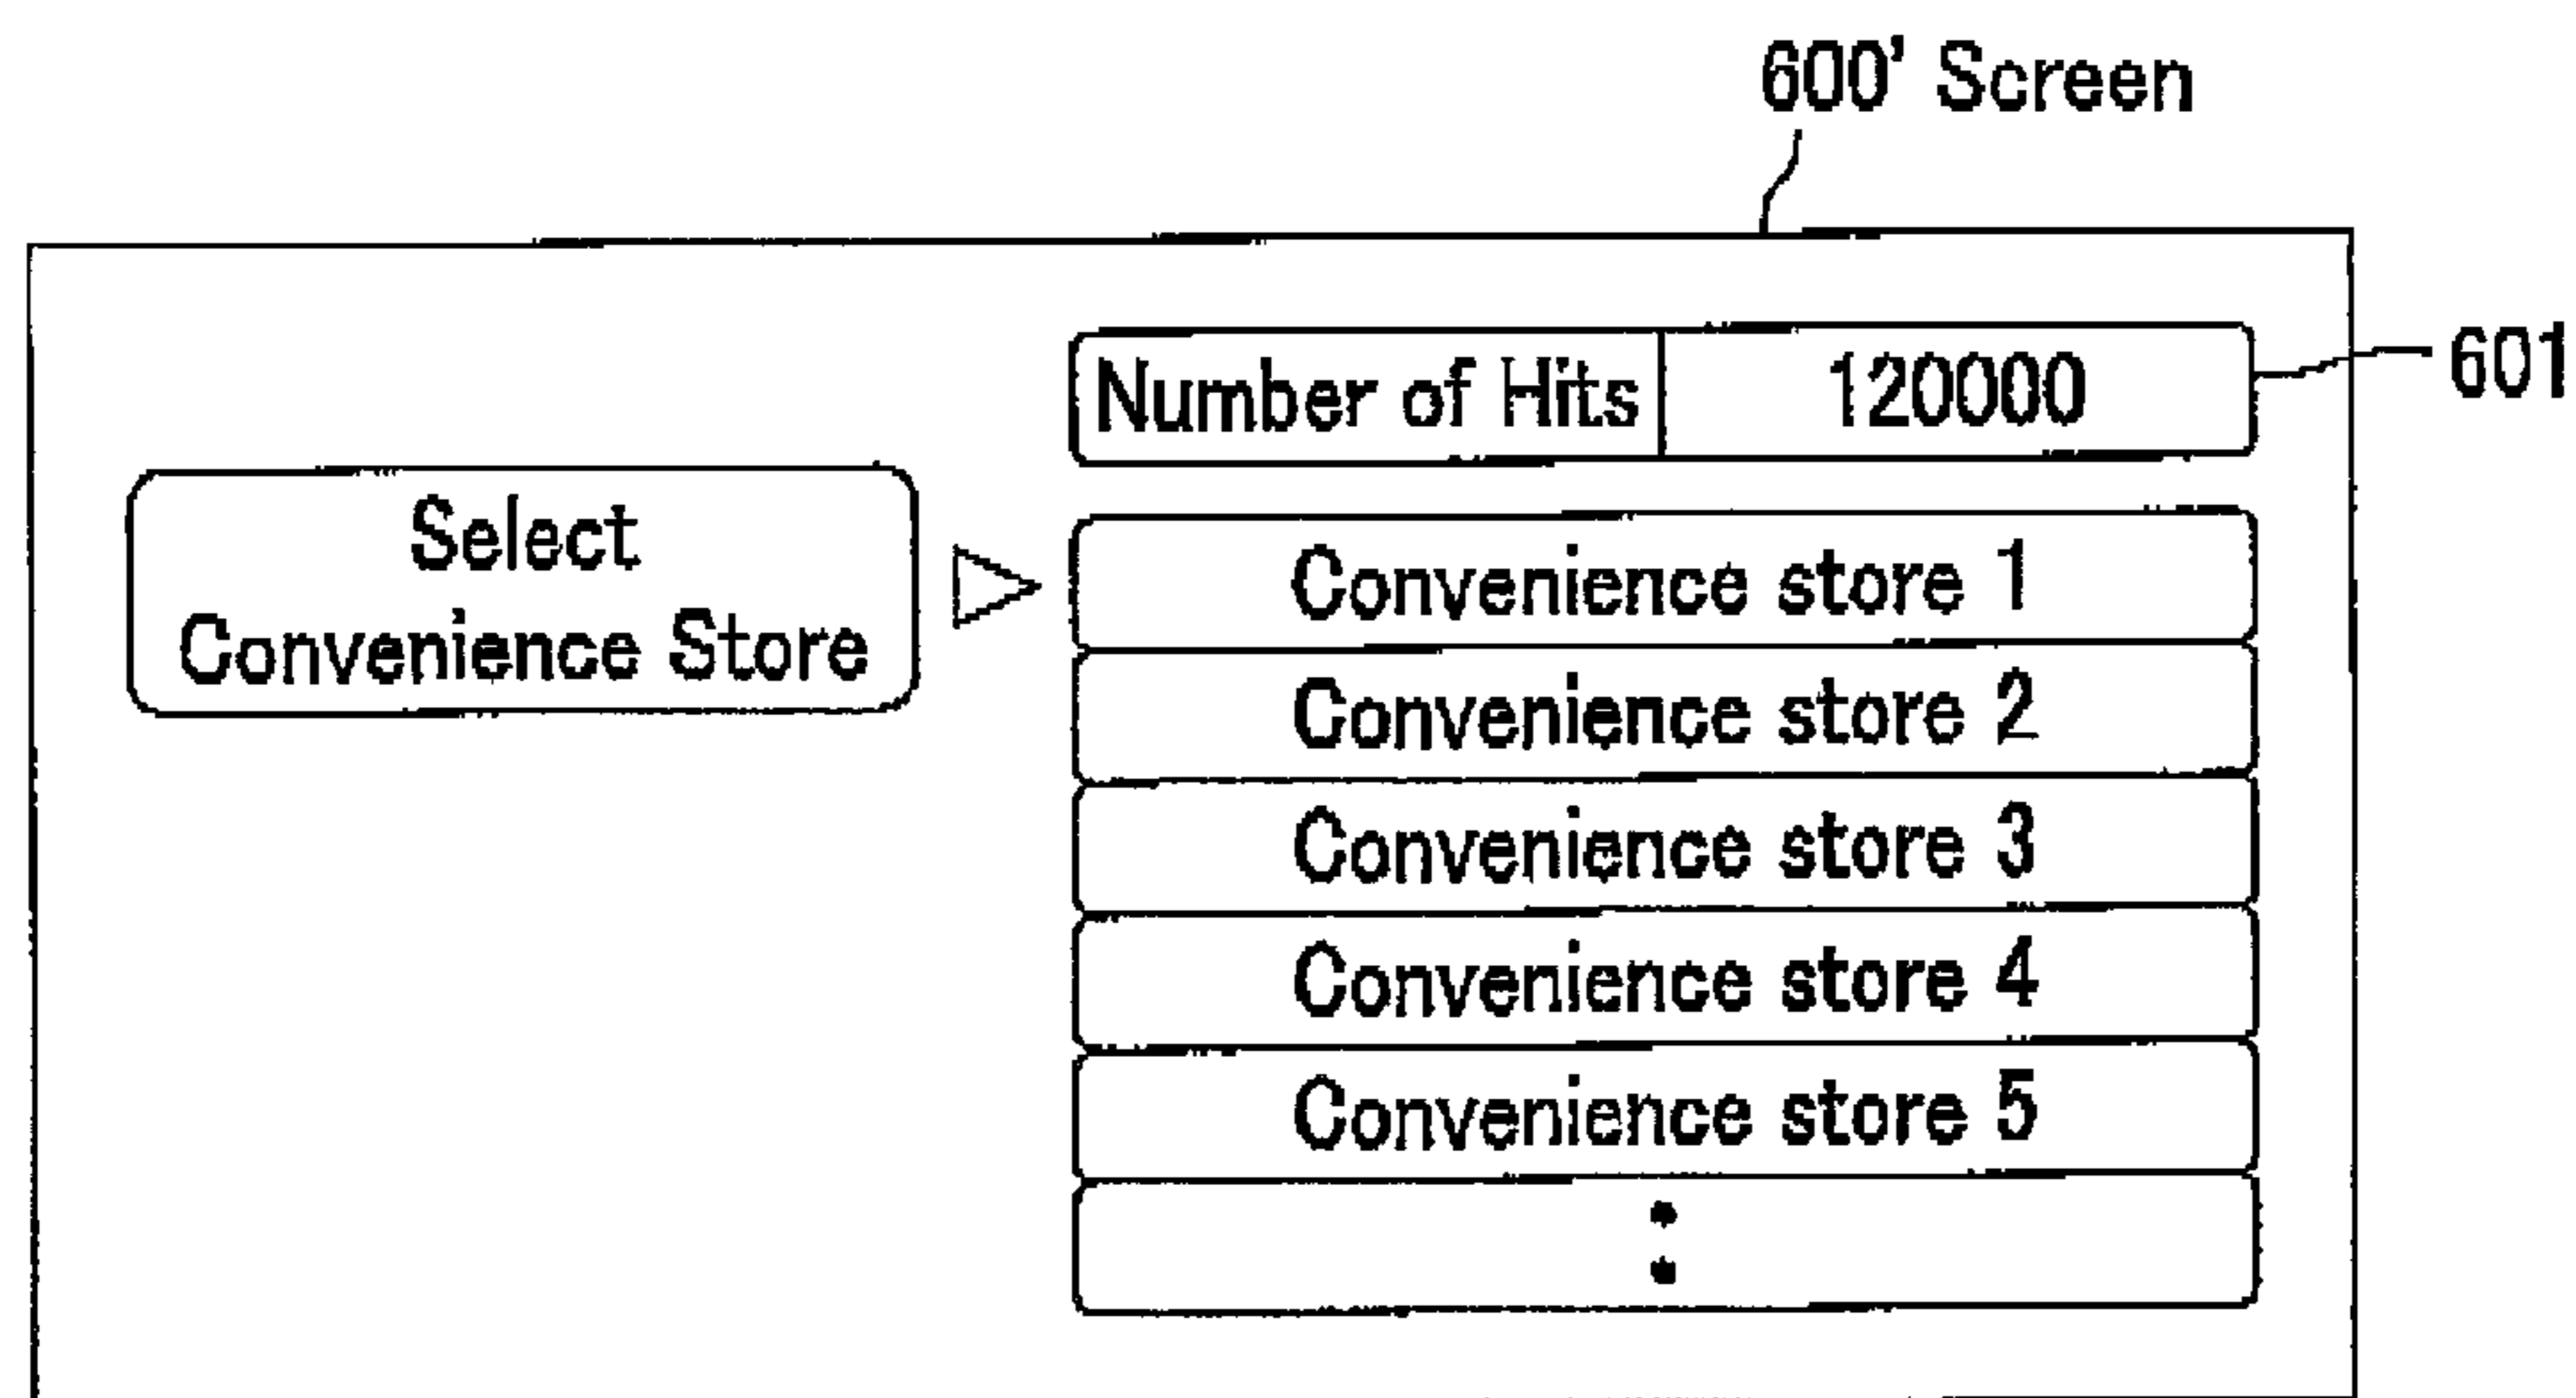 600' Screen
Number of Hits 120000
601
Select
Convenience Store
Convenience store 1
Convenience store 2
Convenience store 3
Convenience store 4
Convenience store 5